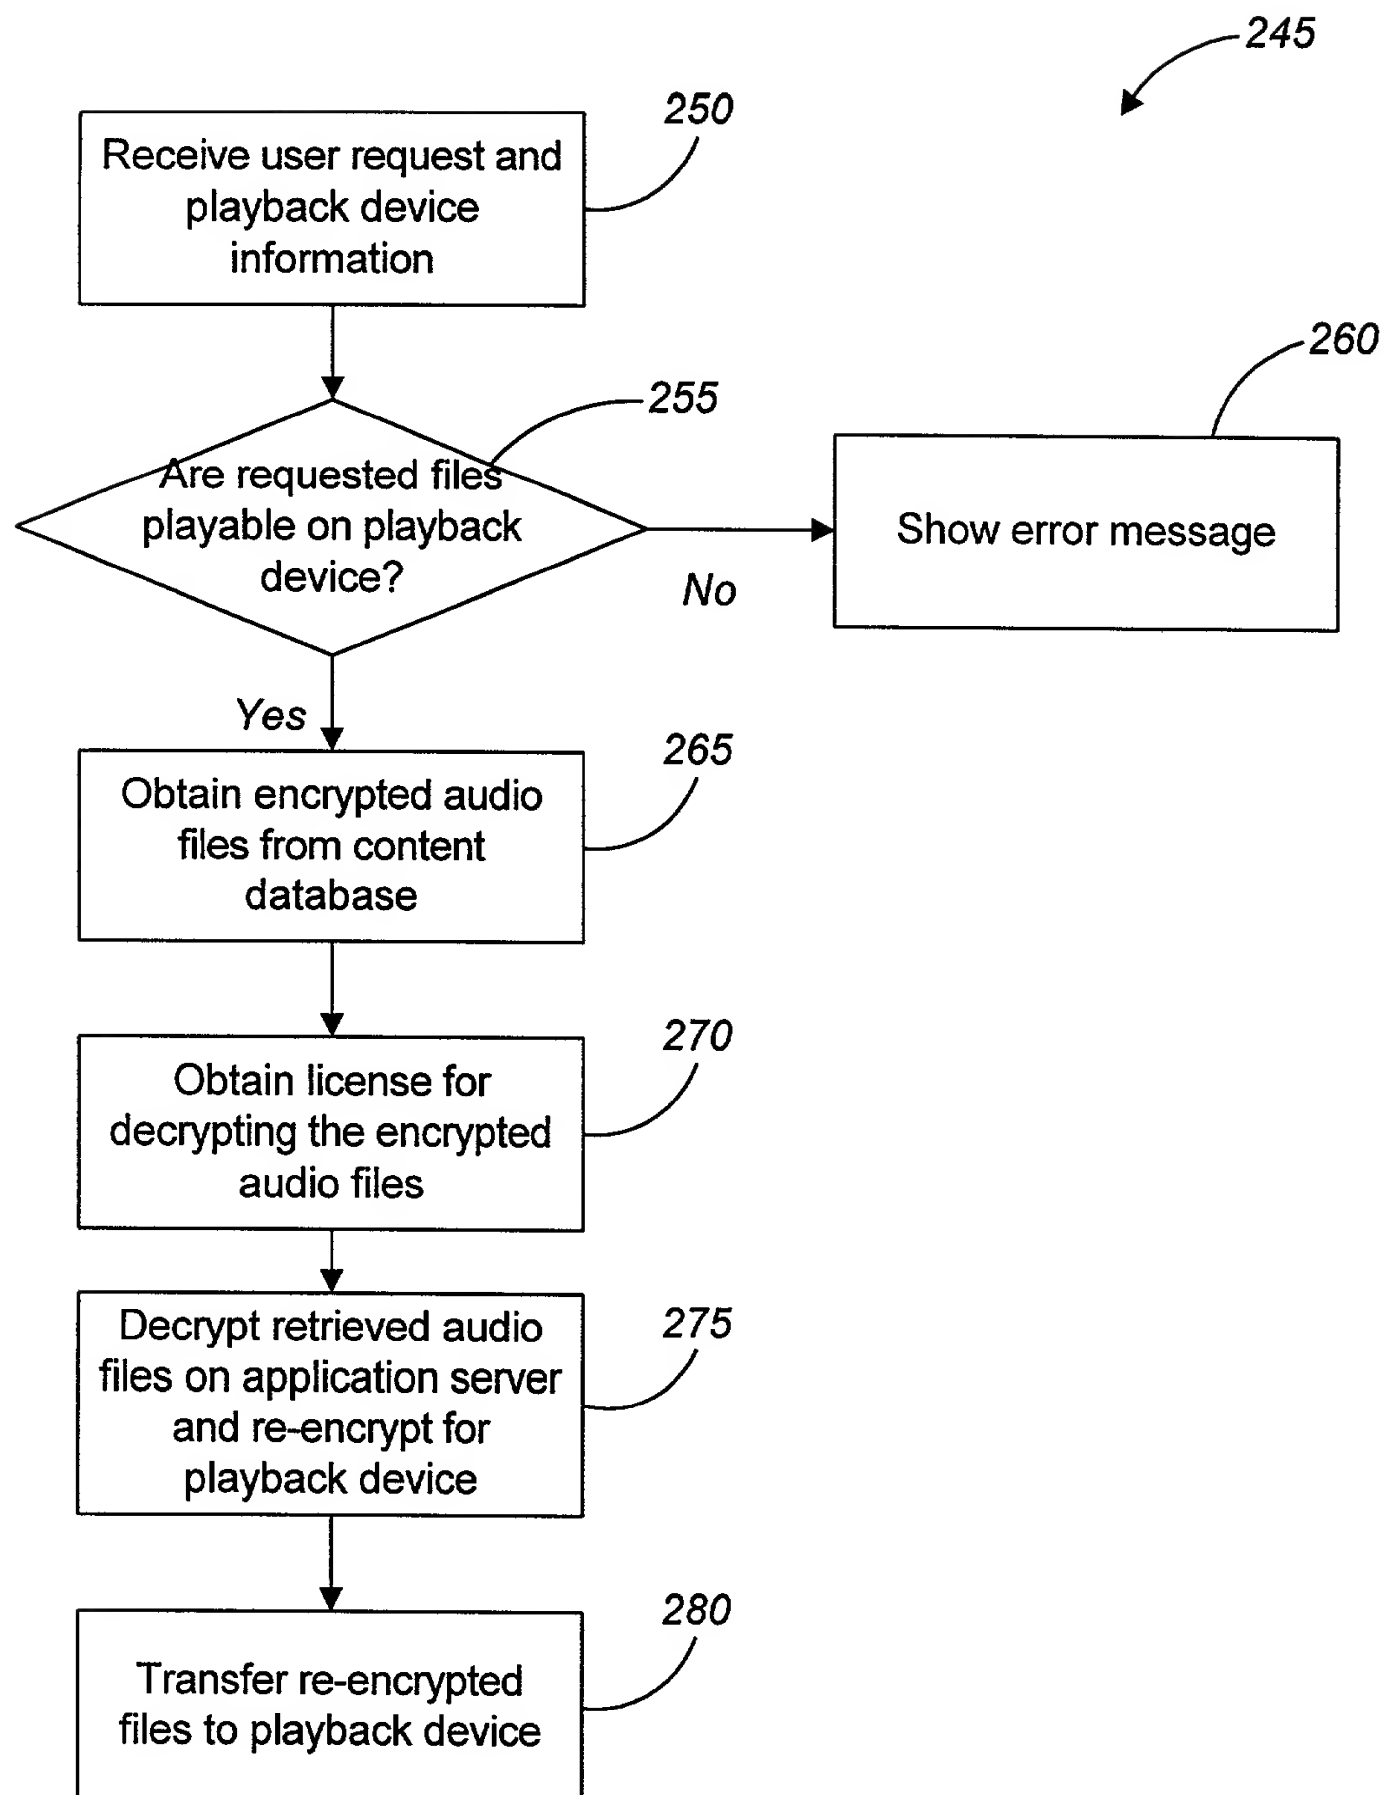 245
250
Receive user request and
playback device
information
255
Are requested files
playable on playback
device?
260
Show error message
No
Yes
265
Obtain encrypted audio
files from content
database
270
Obtain license for
decrypting the encrypted
audio files
275
Decrypt retrieved audio
files on application server
and re-encrypt for
playback device
280
Transfer re-encrypted
files to playback device